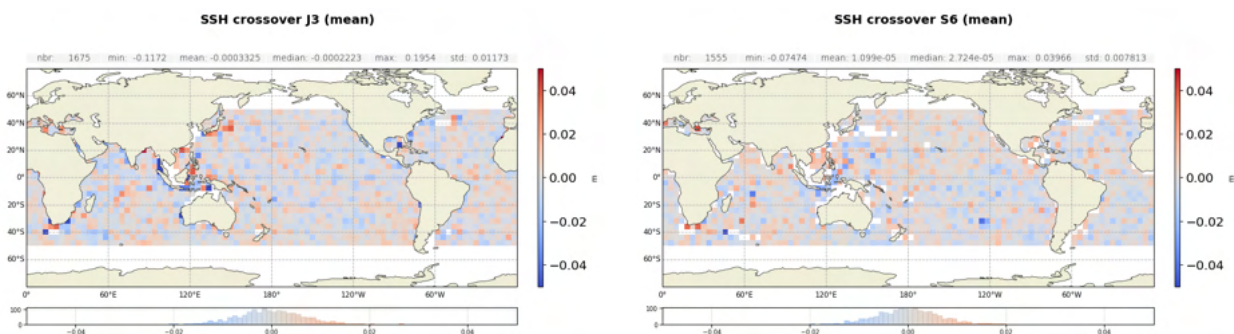 SSH crossover J3 (mean)
nbr: 1675 min: -0.1172 mean: -0.0003325 median: -0.0002223 max: 0.1954 std: 0.01173
60°N
40°N
20°N
0°
20°S
40°S
60°S
0° 60°E 120°E 180° 120°W 60°W
0.04
0.02
0.00
−0.02
−0.04
m
100
0
−0.04 −0.02 0.00 0.02 0.04
SSH crossover S6 (mean)
nbr: 1555 min: -0.07474 mean: 1.099e-05 median: 2.724e-05 max: 0.03966 std: 0.007813
60°N
40°N
20°N
0°
20°S
40°S
60°S
0° 60°E 120°E 180° 120°W 60°W
0.04
0.02
0.00
−0.02
−0.04
m
100
0
−0.04 −0.02 0.00 0.02 0.04